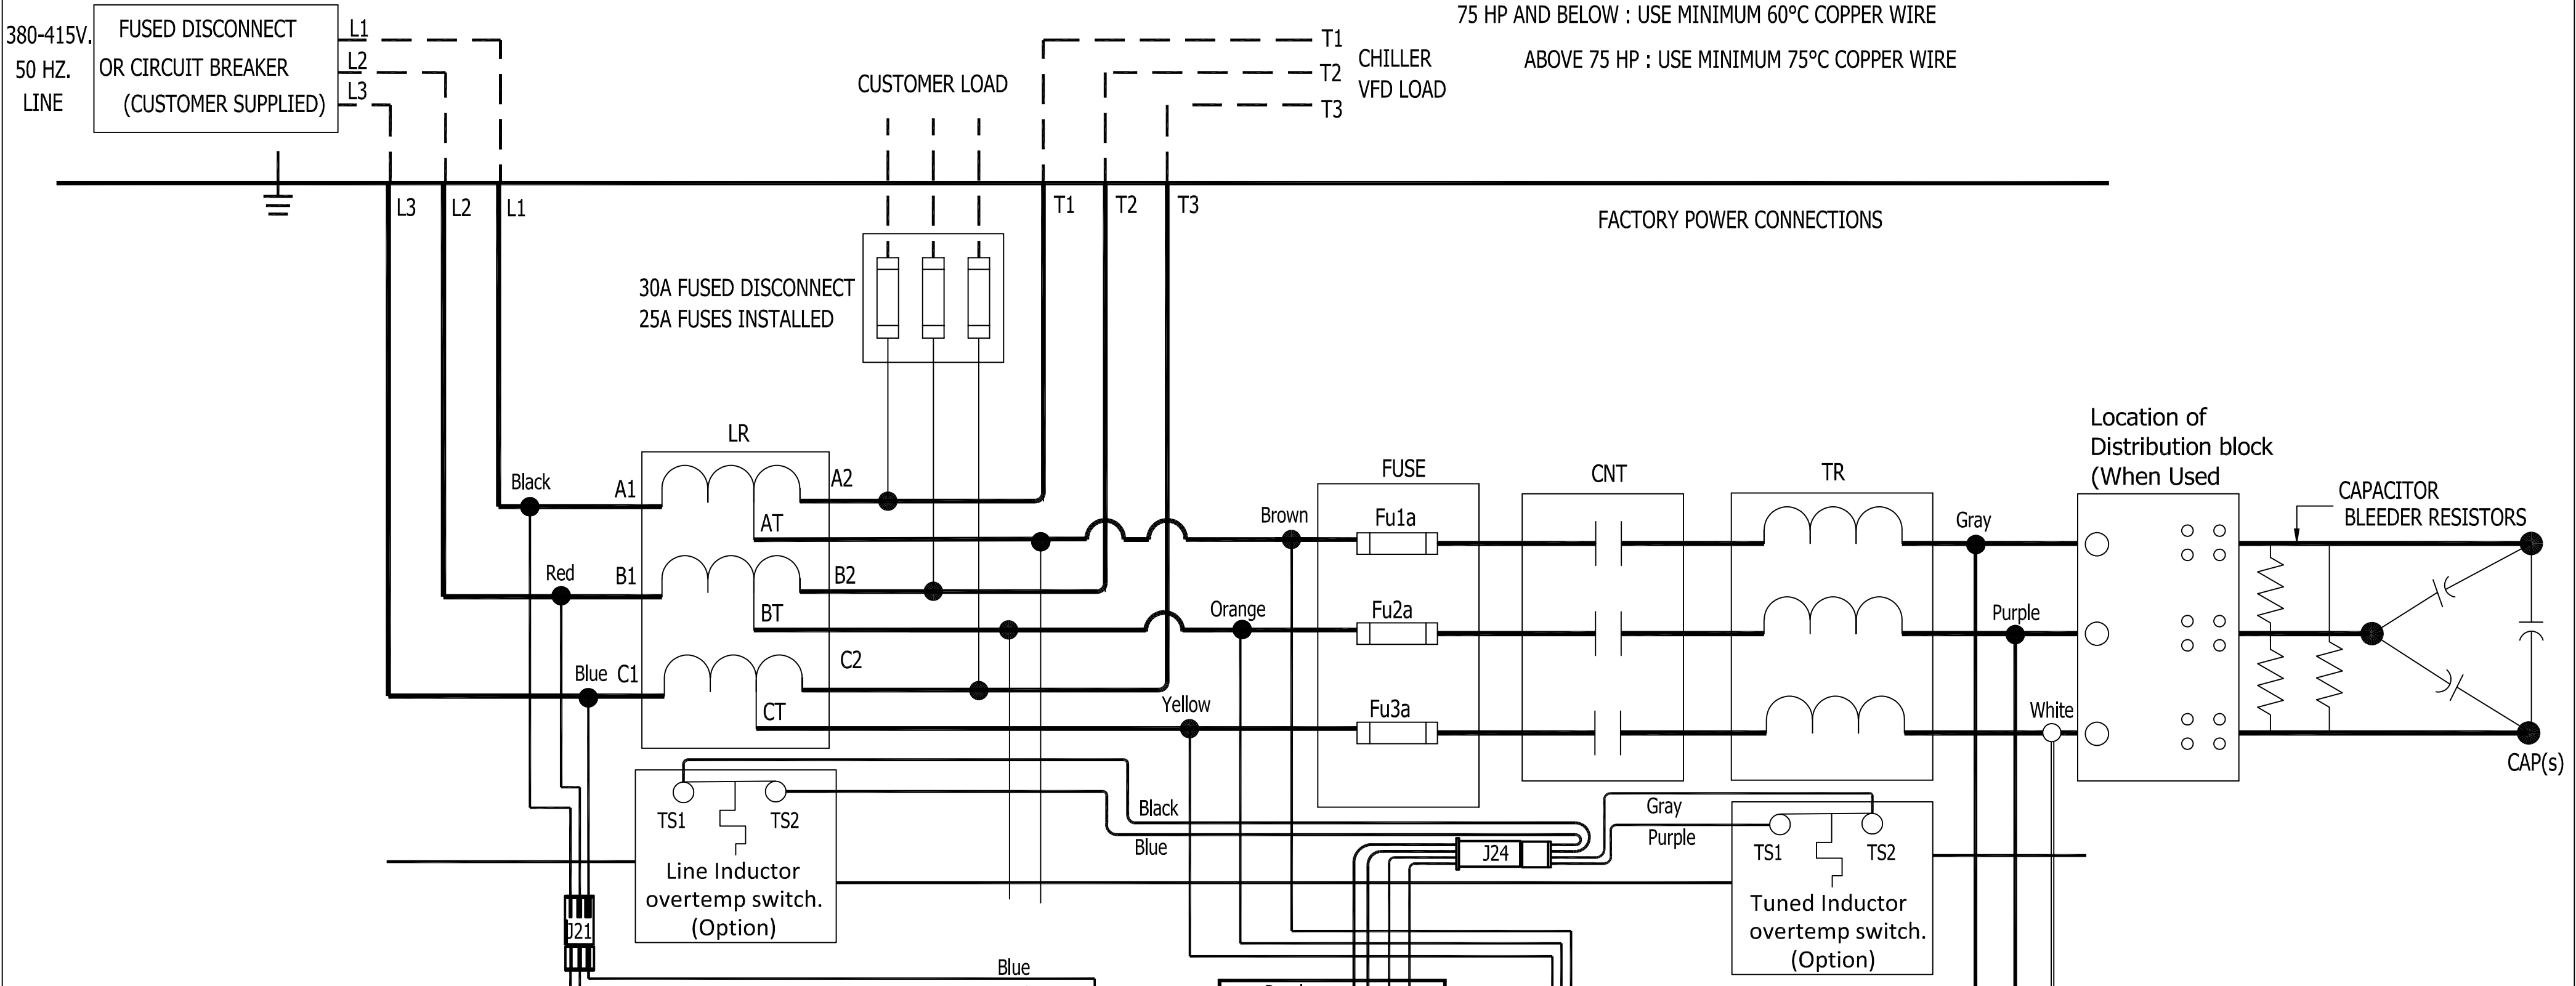 380-415V.
50 HZ.
LINE
FUSED DISCONNECT
OR CIRCUIT BREAKER
(CUSTOMER SUPPLIED)
L1
L2
L3
CUSTOMER LOAD
T1
T2
T3
CHILLER
VFD LOAD
75 HP AND BELOW : USE MINIMUM 60°C COPPER WIRE
ABOVE 75 HP : USE MINIMUM 75°C COPPER WIRE
L3
L2
L1
T1
T2
T3
FACTORY POWER CONNECTIONS
30A FUSED DISCONNECT
25A FUSES INSTALLED
LR
Black
A1
A2
AT
Red
B1
B2
BT
Blue
C1
C2
CT
Brown
Orange
Yellow
FUSE
Fu1a
Fu2a
Fu3a
CNT
TR
Gray
Purple
White
Location of
Distribution block
(When Used
CAPACITOR
BLEEDER RESISTORS
CAP(s)
TS1
TS2
Line Inductor
overtemp switch.
(Option)
Black
Blue
J24
Gray
Purple
TS1
TS2
Tuned Inductor
overtemp switch.
(Option)
J21
Blue